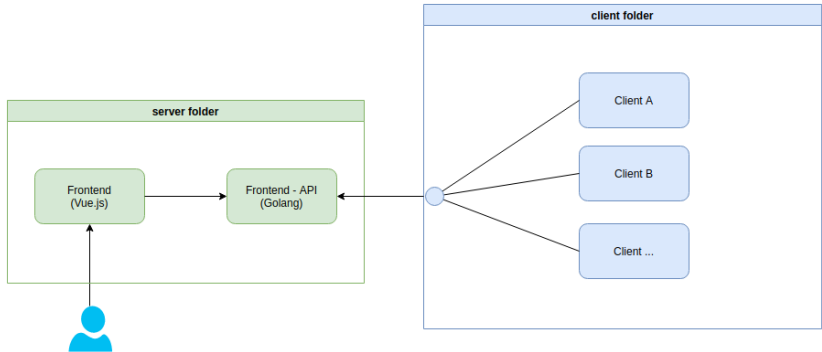 client folder
server folder
Client A
Client B
Client ...
Frontend
(Vue.js)
Frontend - API
(Golang)